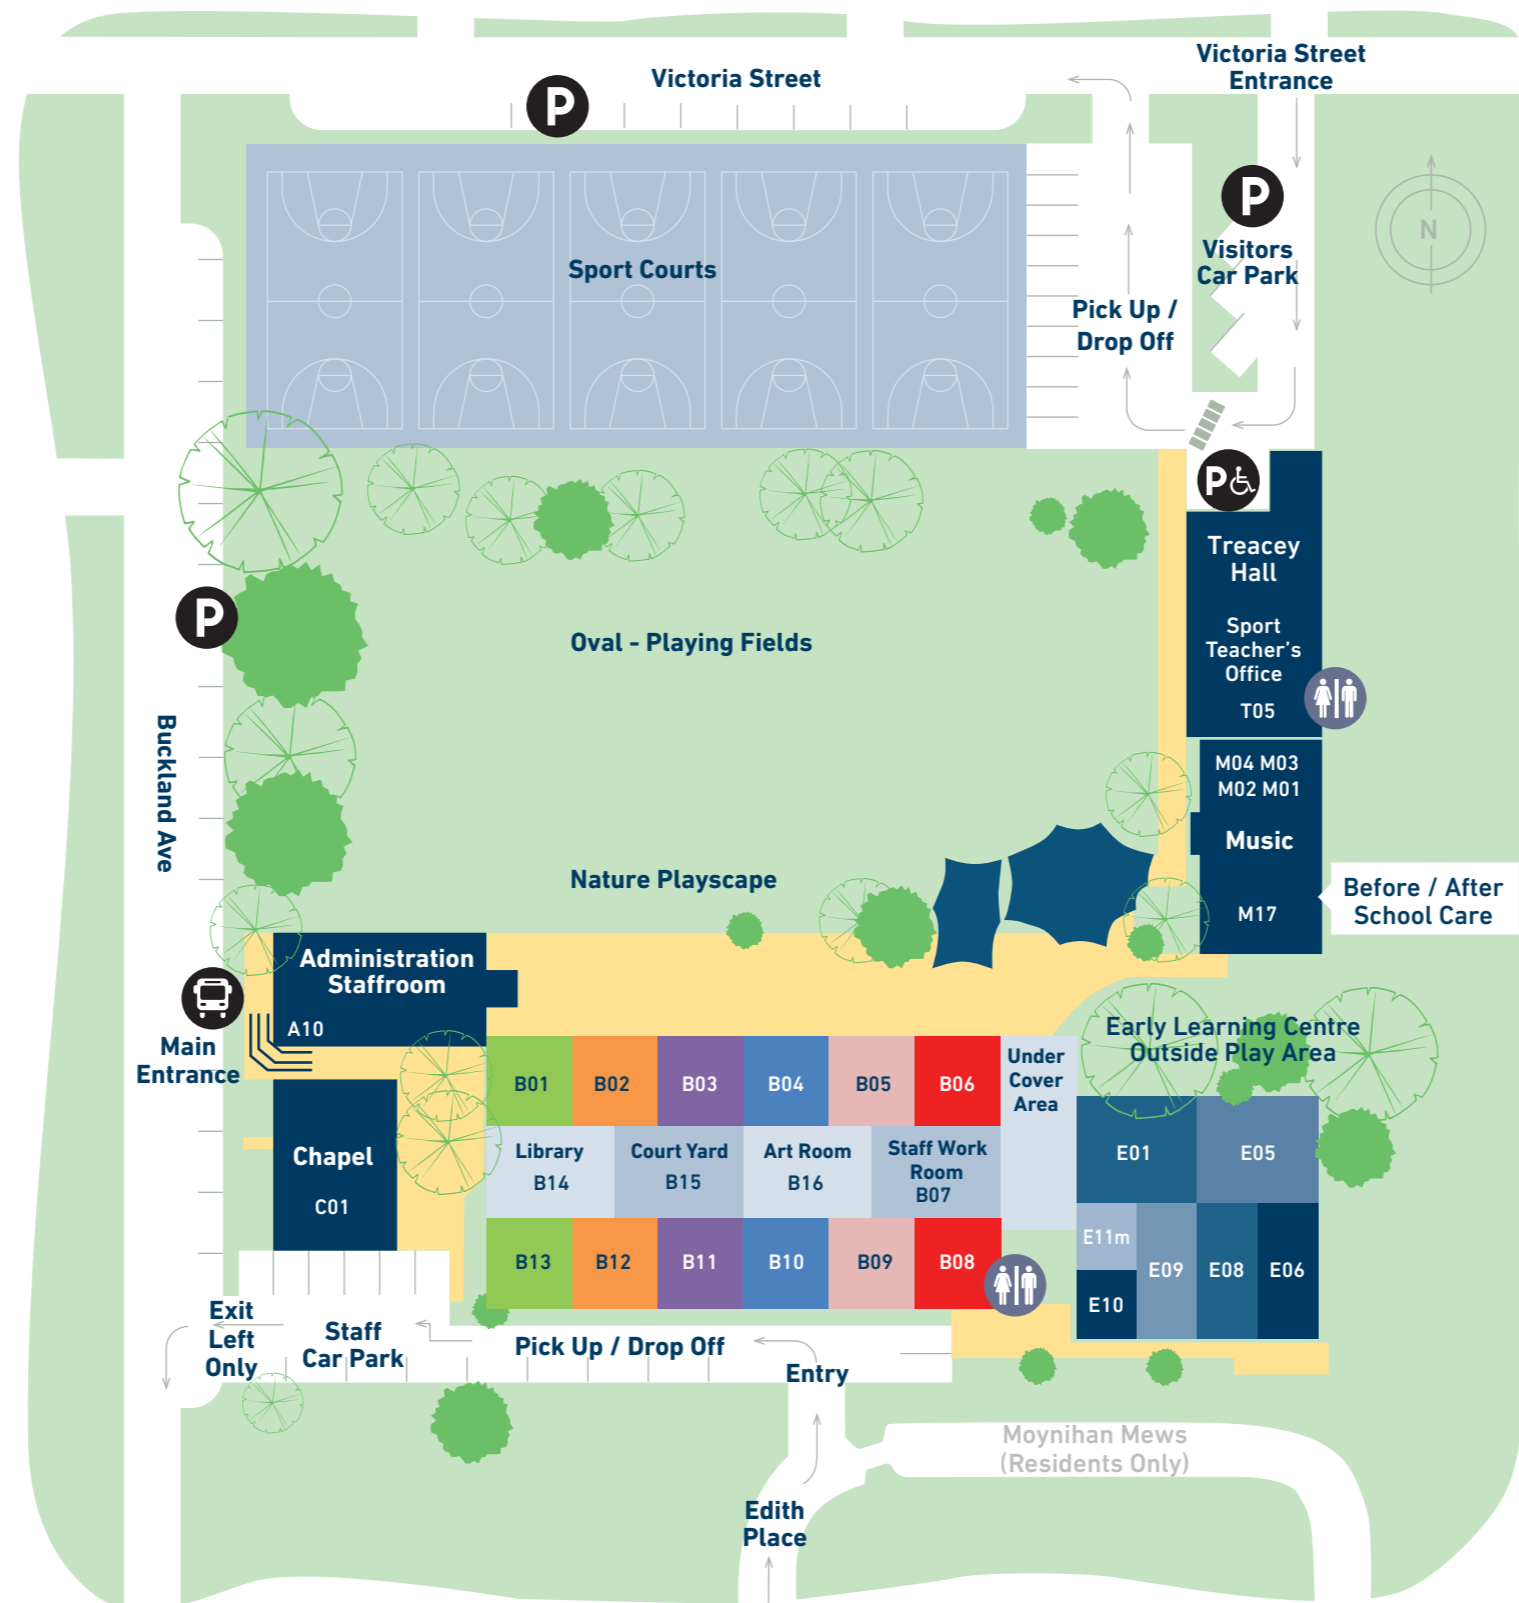 Victoria Street
Entrance
Victoria Street
P
P
Visitors
Car Park
N
Sport Courts
Pick Up /
Drop Off
P
Treacey
Hall
Sport
Teacher's
Office
T05
P
Oval - Playing Fields
Buckland Ave
M04 M03
M02 M01
Music
M17
Before / After
School Care
Nature Playscape
Administration
Staffroom
A10
Main
Entrance
Early Learning Centre
Outside Play Area
Under
Cover
Area
B01
B02
B03
B04
B05
B06
Chapel
C01
Library
B14
Court Yard
B15
Art Room
B16
Staff Work
Room
B07
E01
E05
B13
B12
B11
B10
B09
B08
E11m
E10
E09
E08
E06
Exit
Left
Only
Staff
Car Park
Pick Up / Drop Off
Entry
Moynihan Mews
(Residents Only)
Edith
Place